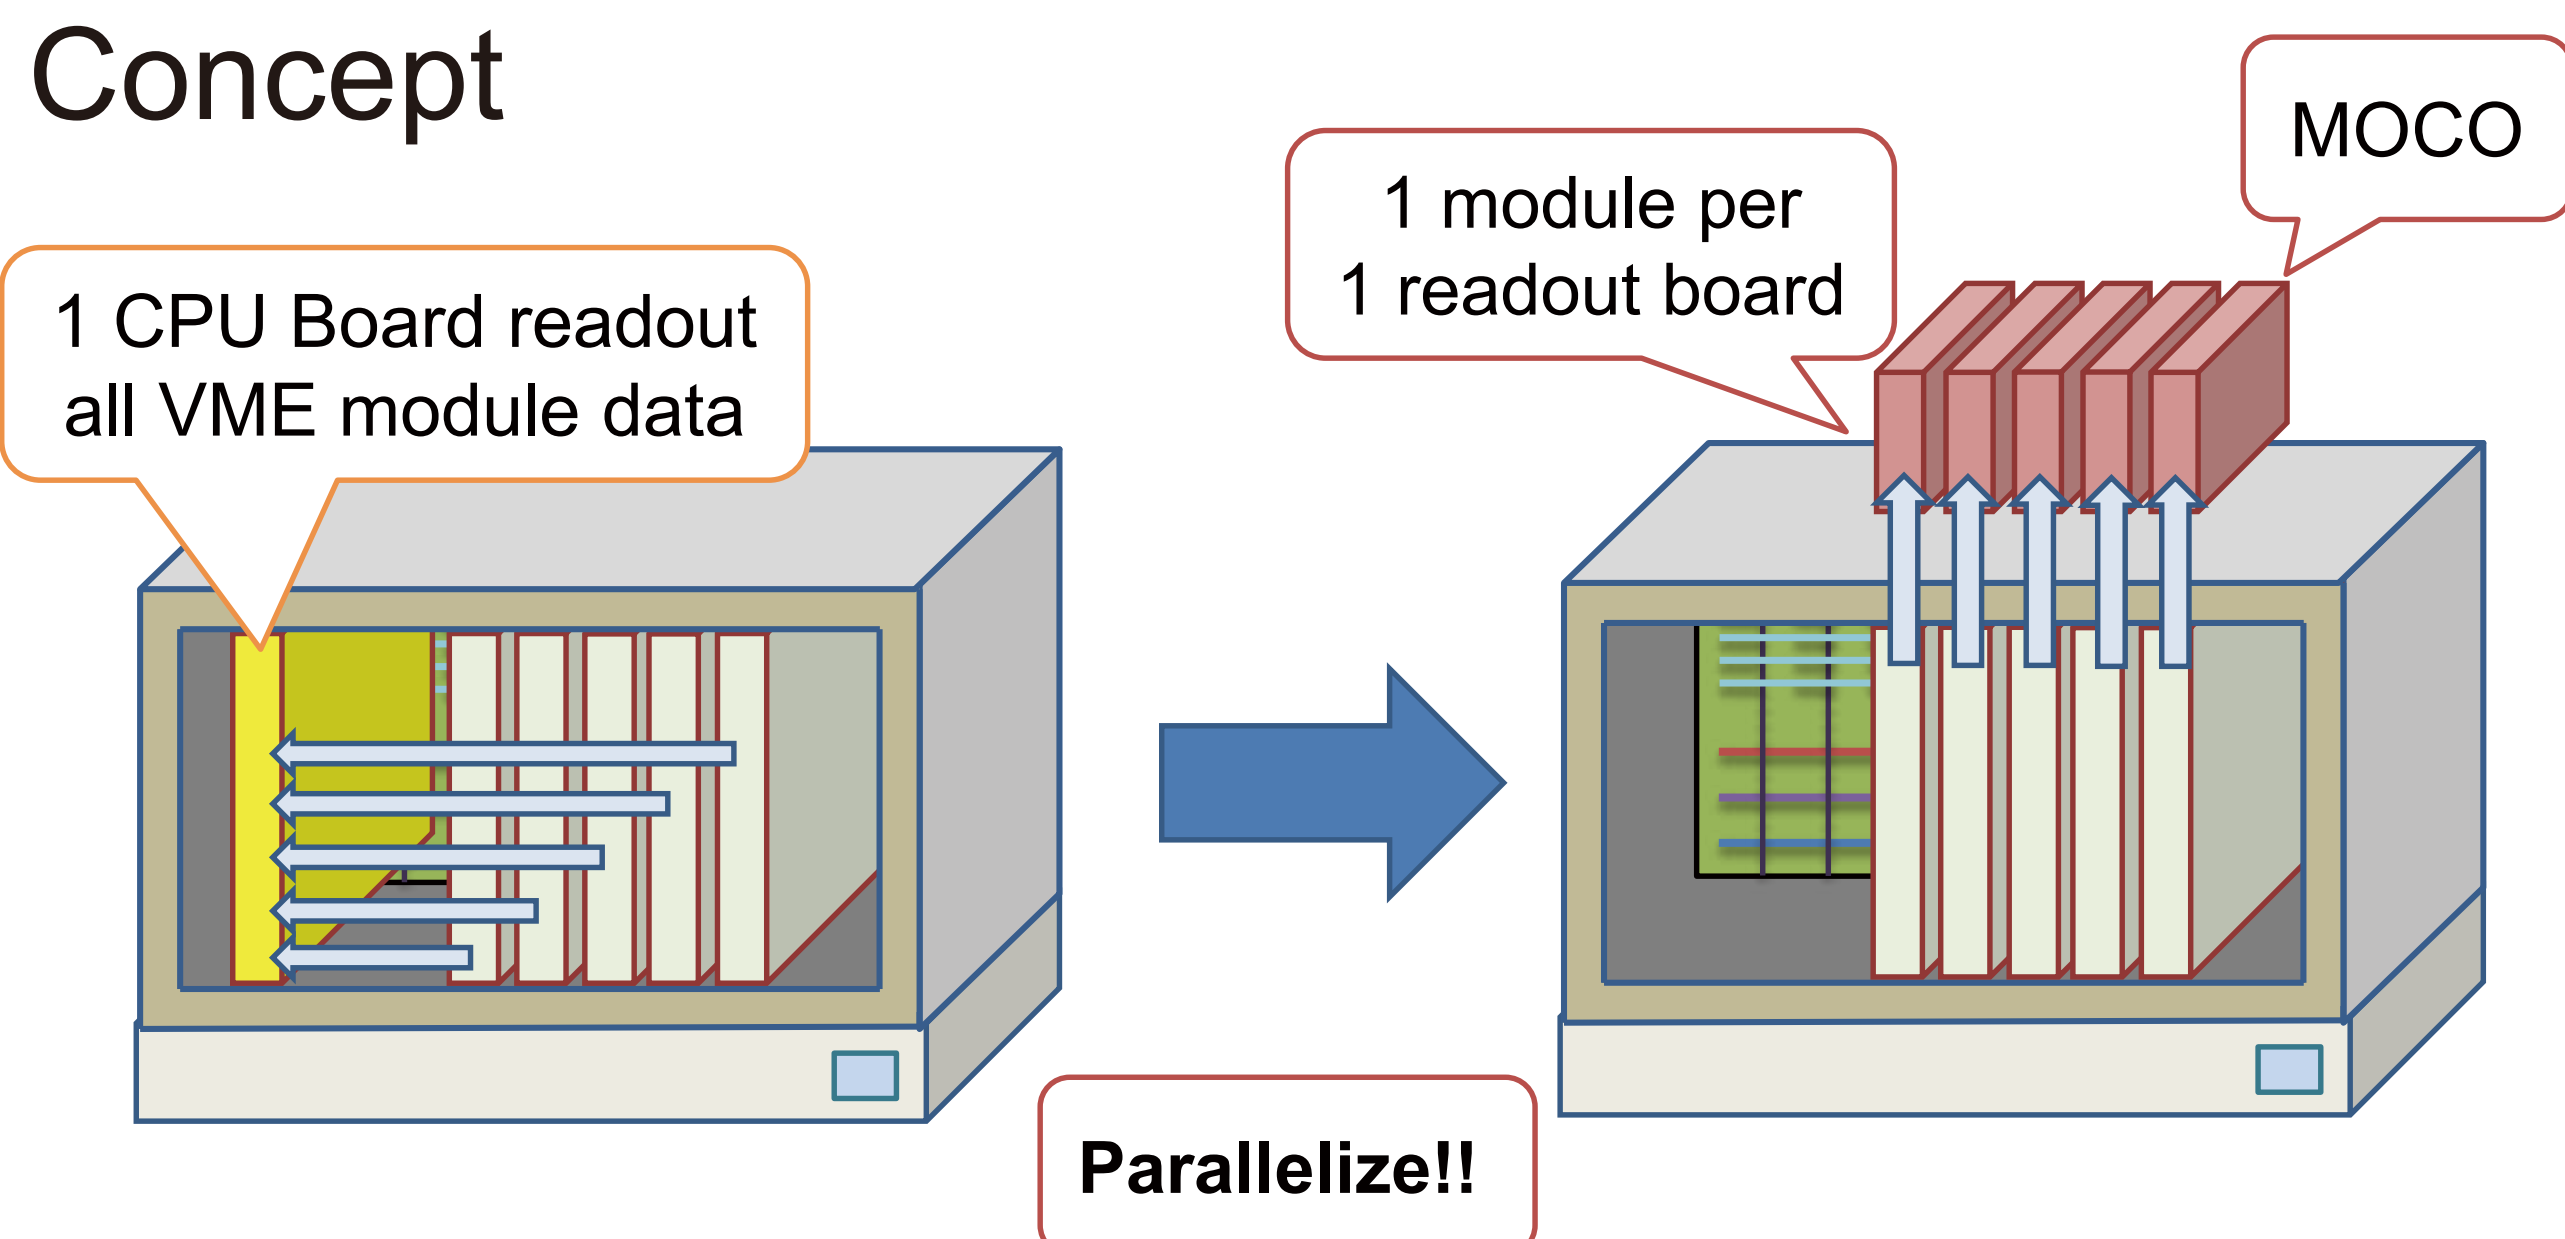 Concept
1 CPU Board readout
all VME module data
1 module per
1 readout board
MOCO
Parallelize!!